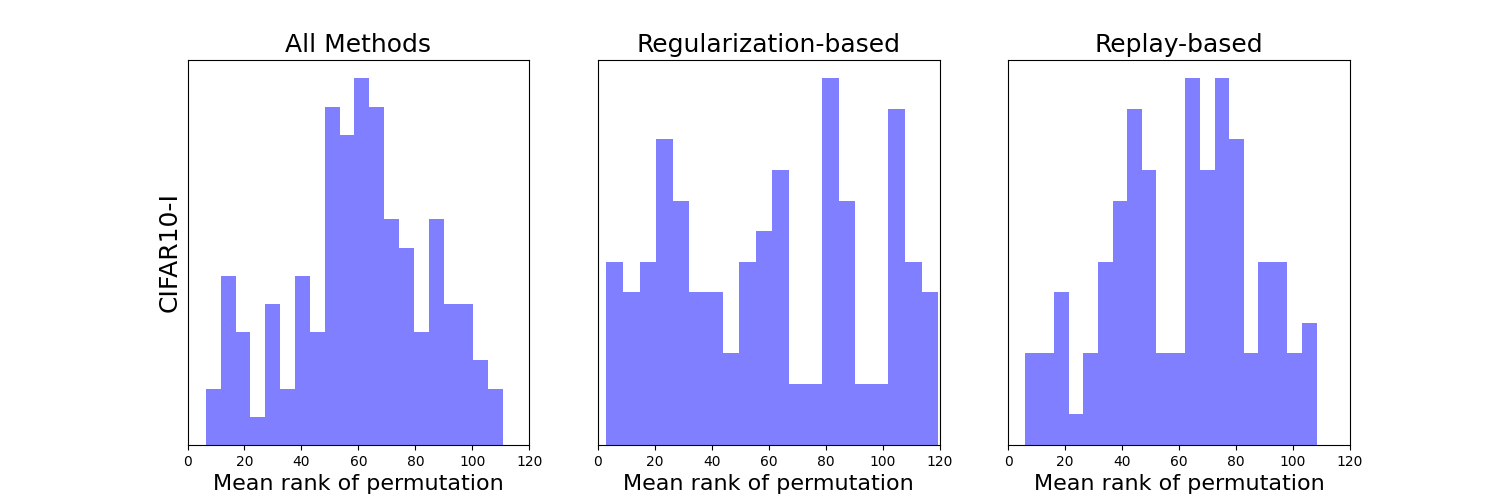 All Methods
Regularization-based
Replay-based
CIFAR10-I
0 20 40 60 80 100 120
0 20 40 60 80 100 120
0 20 40 60 80 100 120
Mean rank of permutation
Mean rank of permutation
Mean rank of permutation